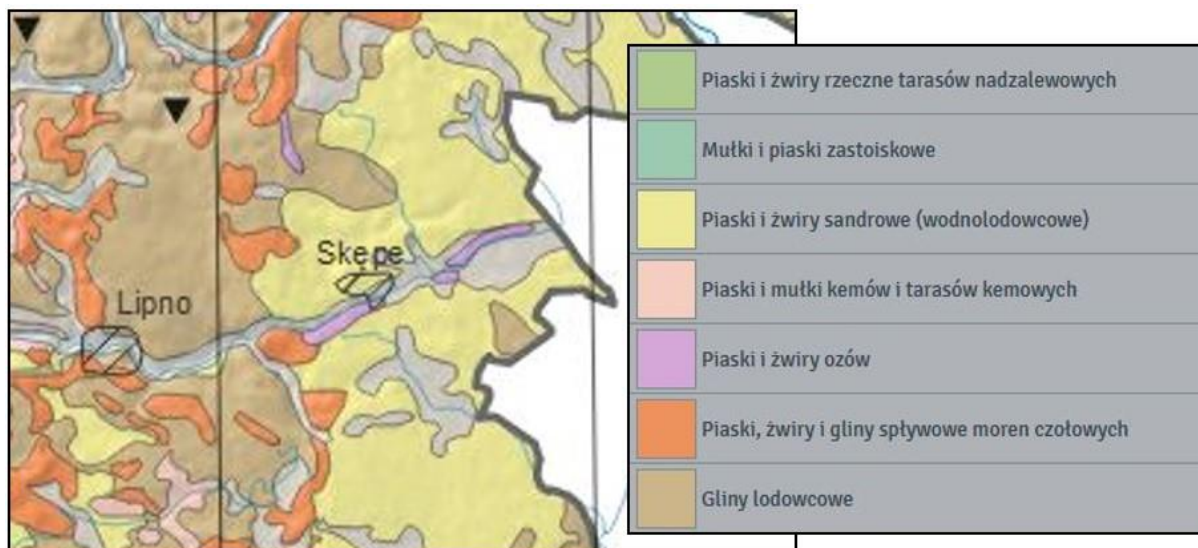 Skępe
Lipno
Piaski i żwiry rzeczne tarasów nadzalewowych
Mułki i piaski zastoiskowe
Piaski i żwiry sandrowe (wodnolodowcowe)
Piaski i mułki kemów i tarasów kemowych
Piaski i żwiry ozów
Piaski, żwiry i gliny spływowe moren czołowych
Gliny lodowcowe